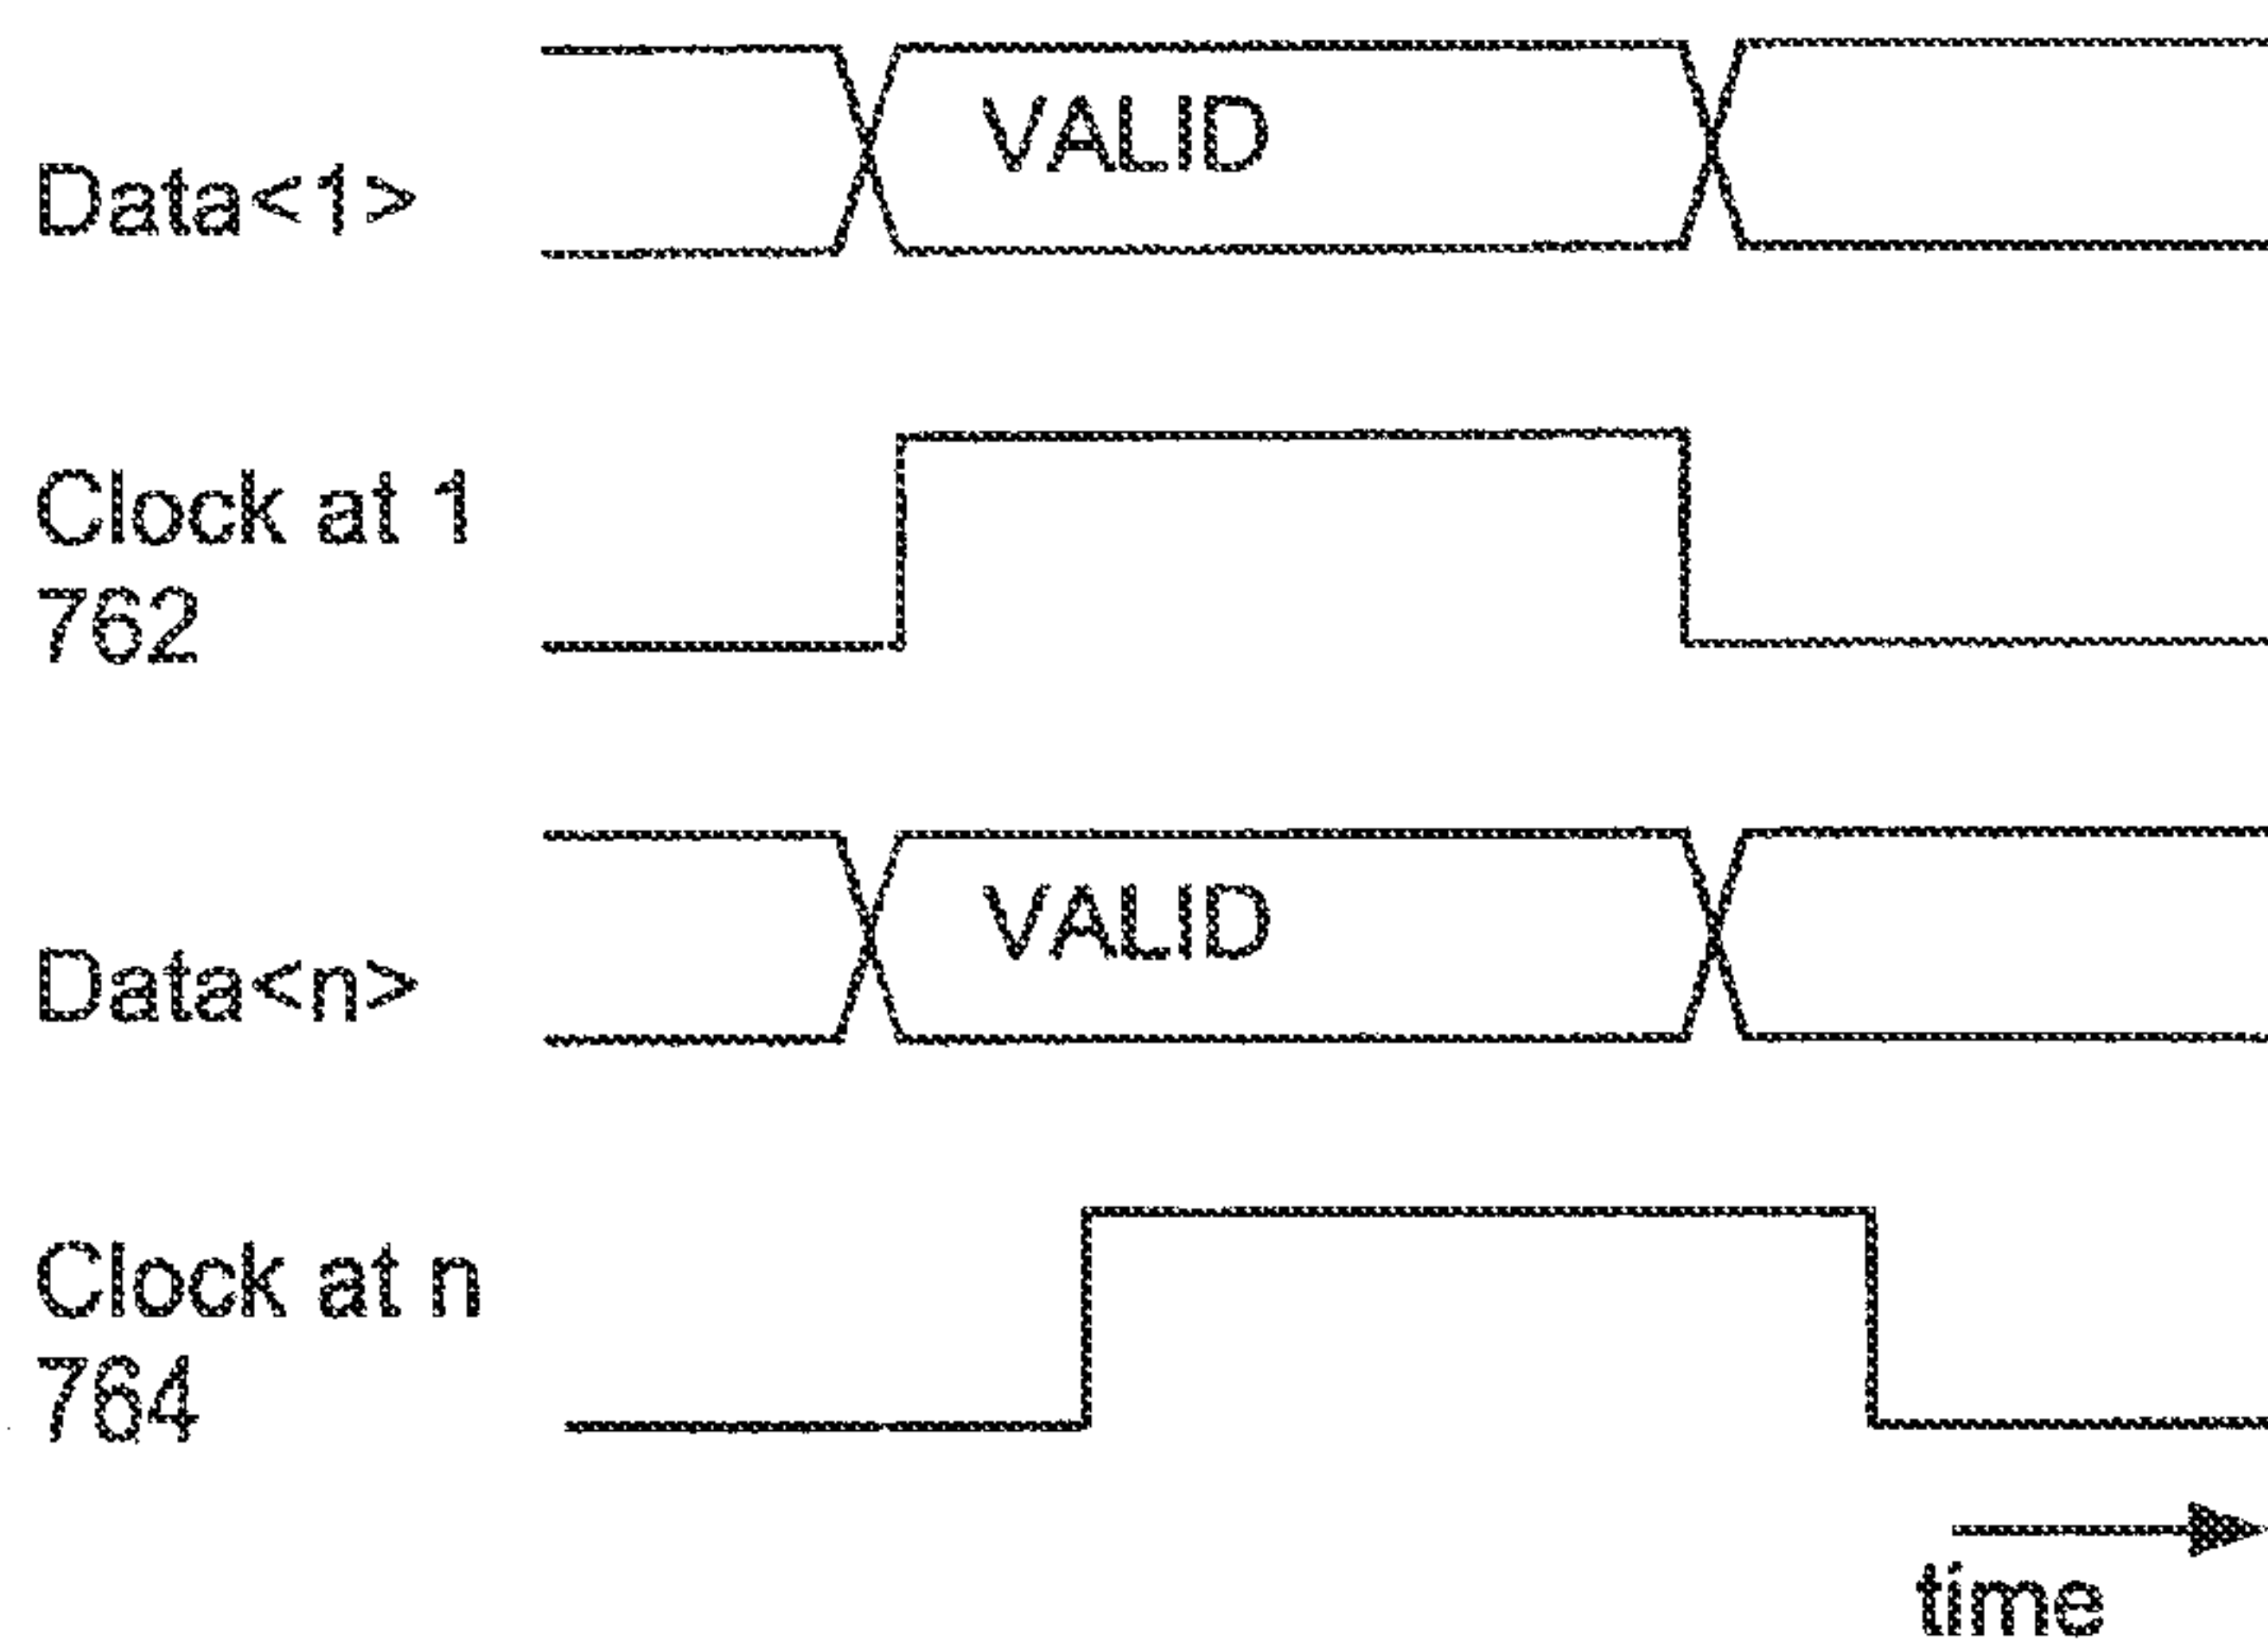 VALID
Data<1>
Clock at 1
762
VALID
Data<n>
Clock at n
764
time